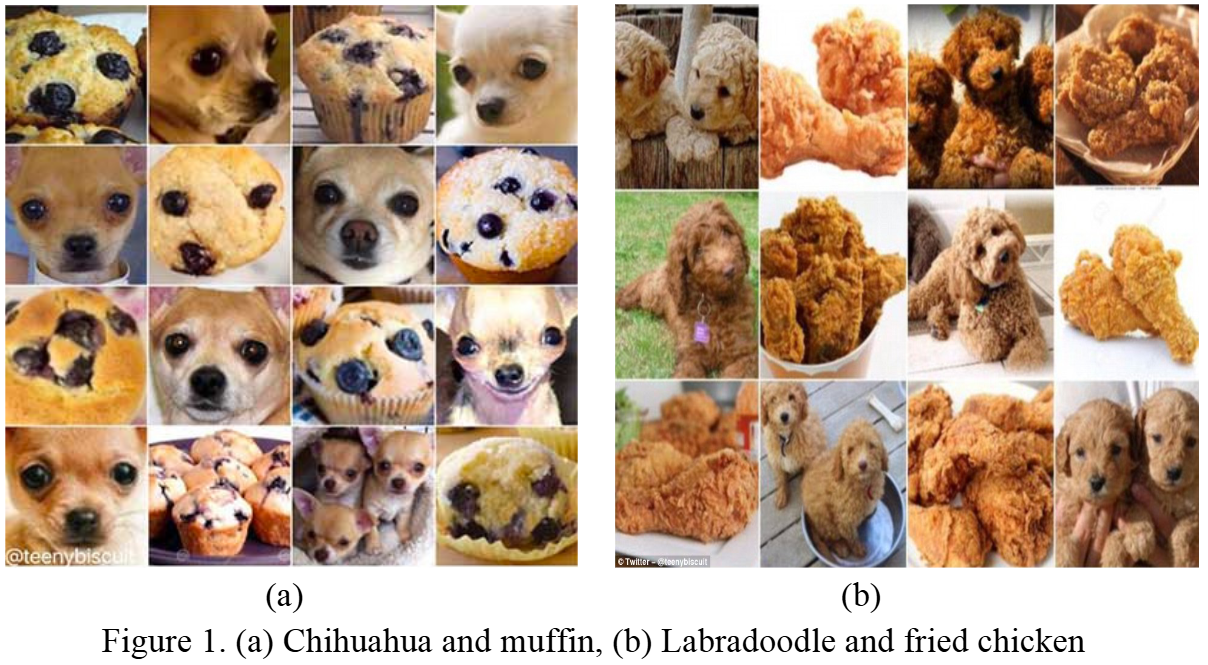 @teenybiscuit
© Twitter – @teenybiscuit
(a)
(b)
Figure 1. (a) Chihuahua and muffin, (b) Labradoodle and fried chicken